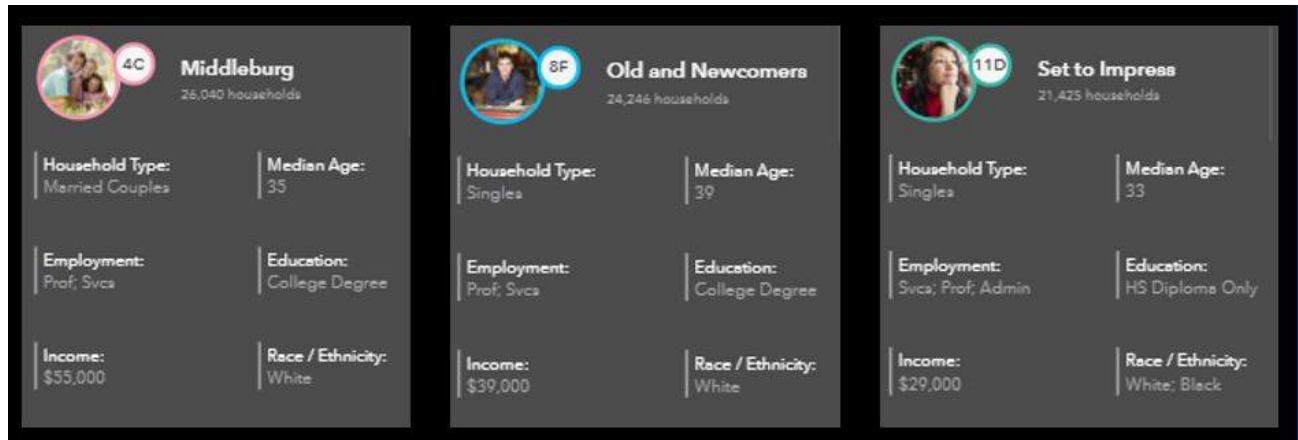 4C
Middleburg
26,040 households
Household Type:
Married Couples
Median Age:
35
Employment:
Prof; Svcs
Education:
College Degree
Income:
$55,000
Race / Ethnicity:
White
8F
Old and Newcomers
24,246 households
Household Type:
Singles
Median Age:
39
Employment:
Prof; Svcs
Education:
College Degree
Income:
$39,000
Race / Ethnicity:
White
11D
Set to Impress
21,425 households
Household Type:
Singles
Median Age:
33
Employment:
Svcs; Prof; Admin
Education:
HS Diploma Only
Income:
$29,000
Race / Ethnicity:
White; Black